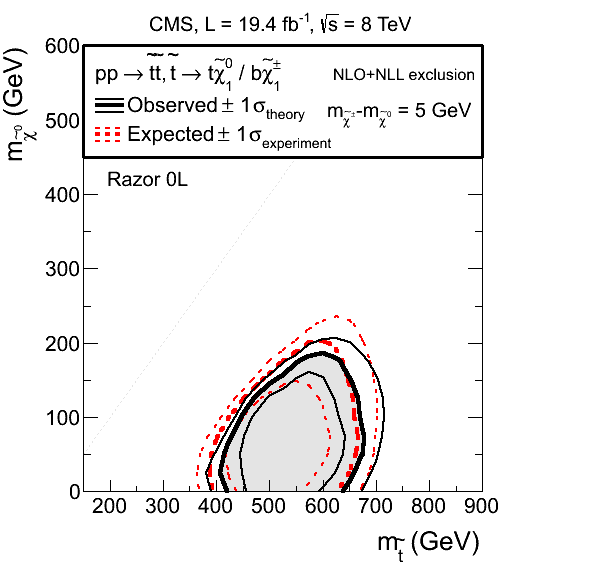 CMS, L = 19.4 fb⁻¹, √s = 8 TeV
pp → t̃t̃, t̃ → tχ̃⁰₁ / bχ̃±₁
NLO+NLL exclusion
Observed ± 1σtheory
mχ̃±-mχ̃⁰ = 5 GeV
Expected ± 1σexperiment
Razor 0L
mχ̃⁰ (GeV)
600
500
400
300
200
100
0
200 300 400 500 600 700 800 900
mt̃ (GeV)